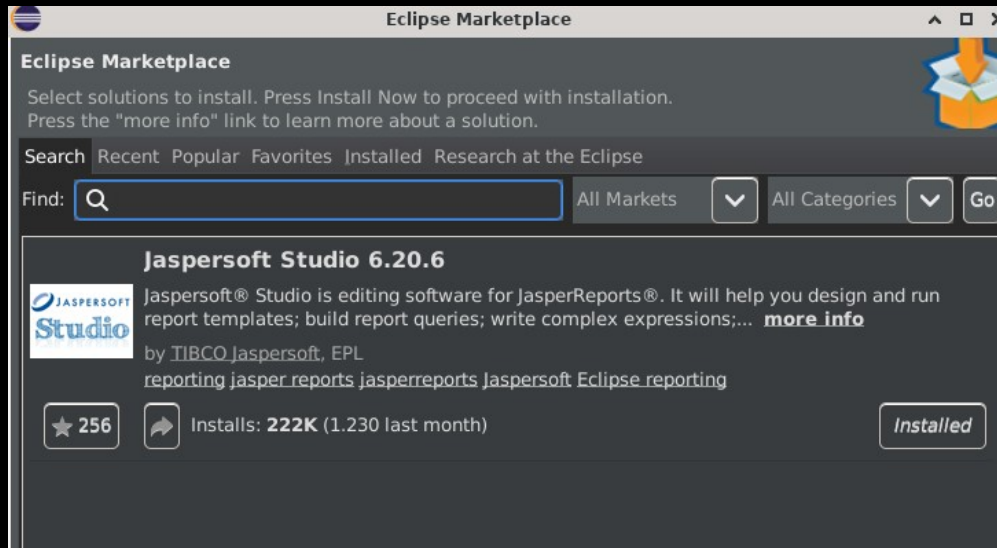 Eclipse Marketplace
Eclipse Marketplace
Select solutions to install. Press Install Now to proceed with installation.
Press the "more info" link to learn more about a solution.
Search Recent Popular Favorites Installed Research at the Eclipse
Find: All Markets All Categories Go
Jaspersoft Studio 6.20.6
JASPERSOFT
Studio
Jaspersoft® Studio is editing software for JasperReports®. It will help you design and run
report templates; build report queries; write complex expressions;... more info
by TIBCO Jaspersoft, EPL
reporting jasper reports jasperreports Jaspersoft Eclipse reporting
256 Installs: 222K (1.230 last month) Installed